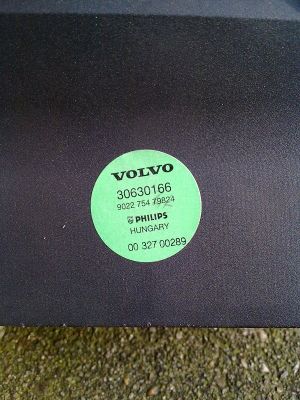 VOLVO
30630166
9022 754 79824
PHILIPS
HUNGARY
00 327 00289